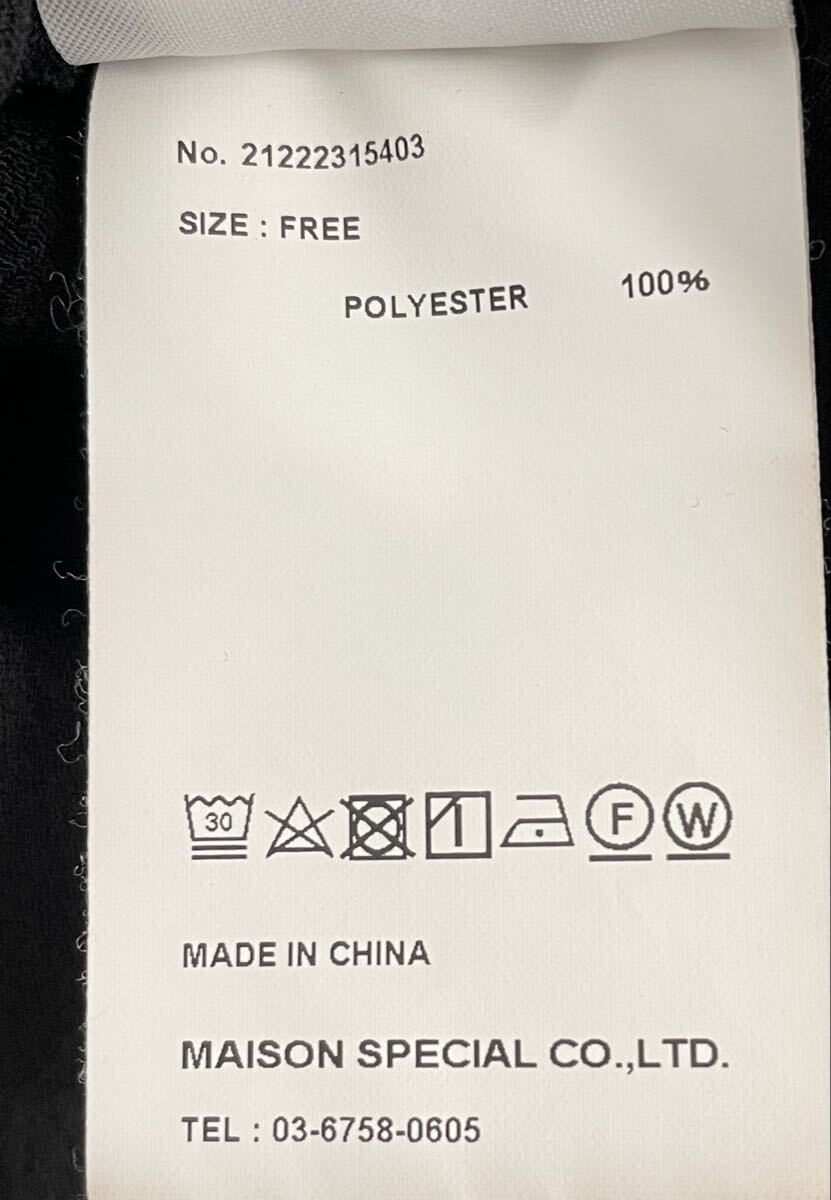 No. 21222315403
SIZE : FREE
POLYESTER 100%
30 F W
MADE IN CHINA
MAISON SPECIAL CO.,LTD.
TEL : 03-6758-0605